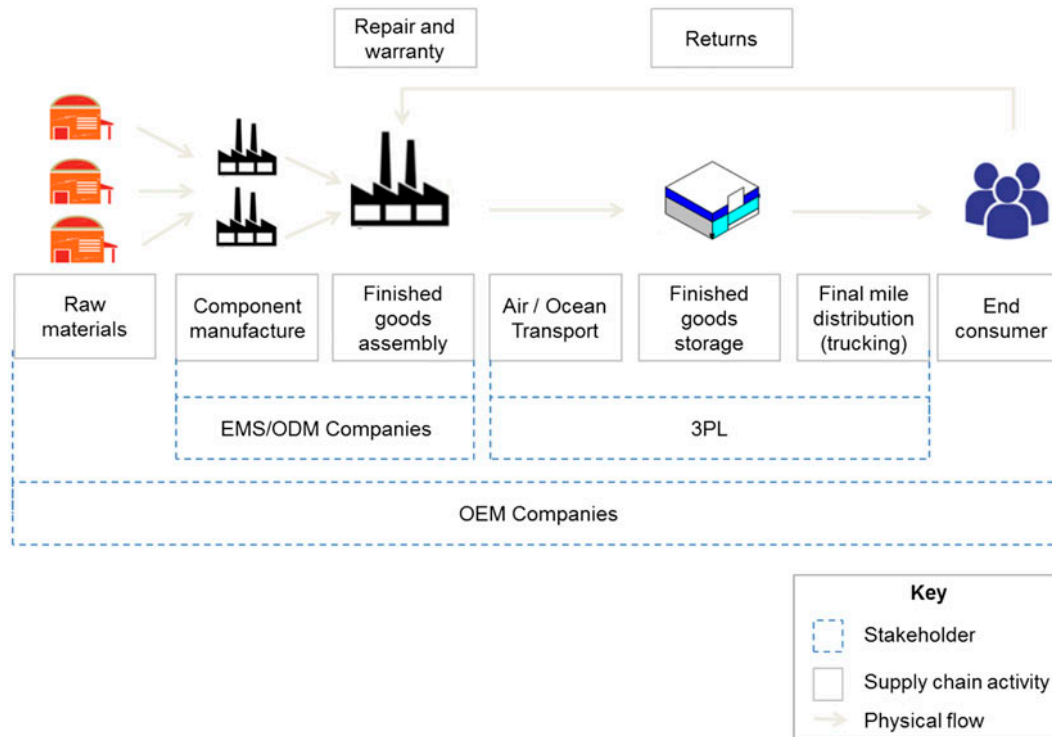 Repair and
warranty
Returns
Raw
materials
Component
manufacture
Finished
goods
assembly
Air / Ocean
Transport
Finished
goods
storage
Final mile
distribution
(trucking)
End
consumer
EMS/ODM Companies
3PL
OEM Companies
Key
Stakeholder
Supply chain activity
Physical flow